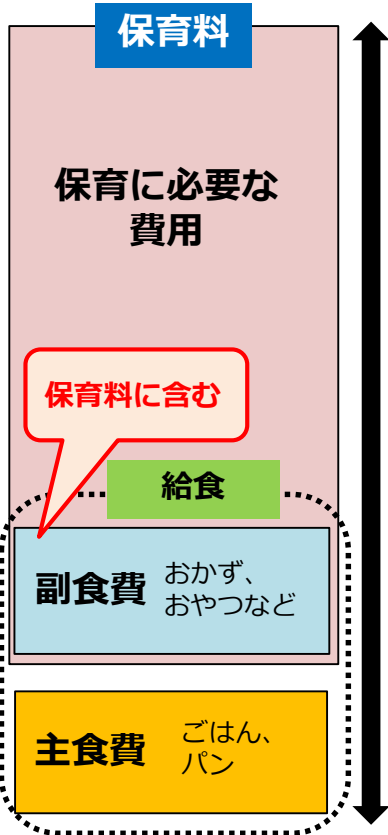 保育料
保育に必要な
費用
保育料に含む
給食
副食費
おかず、
おやつなど
主食費
ごはん、
パン